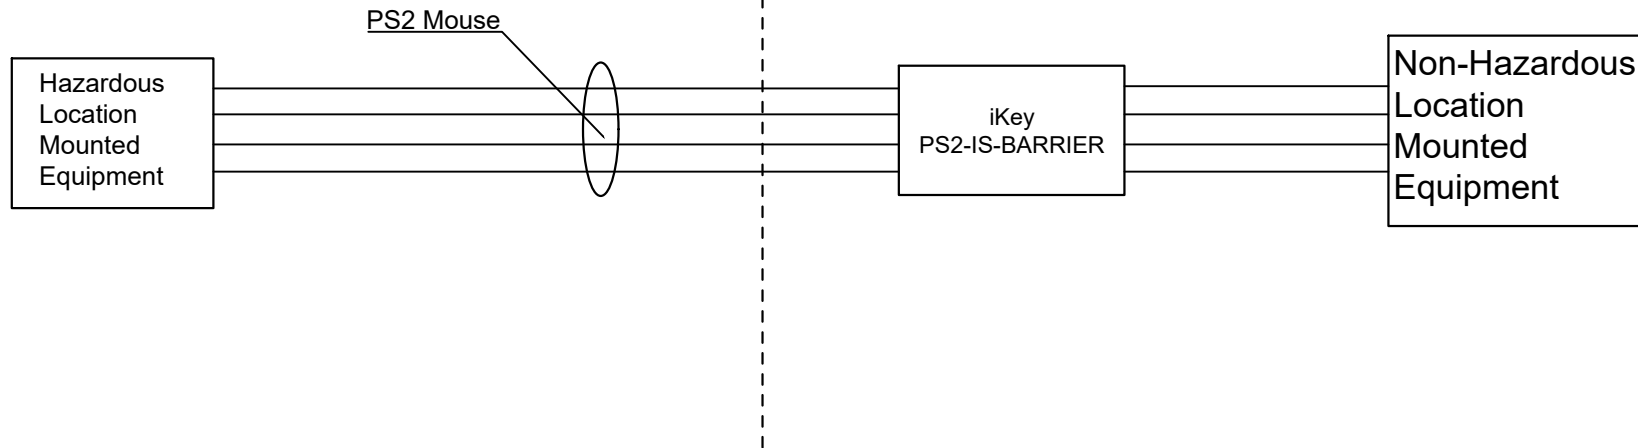 PS2 Mouse
Hazardous
Location
Mounted
Equipment
iKey
PS2-IS-BARRIER
Non-Hazardous
Location
Mounted
Equipment